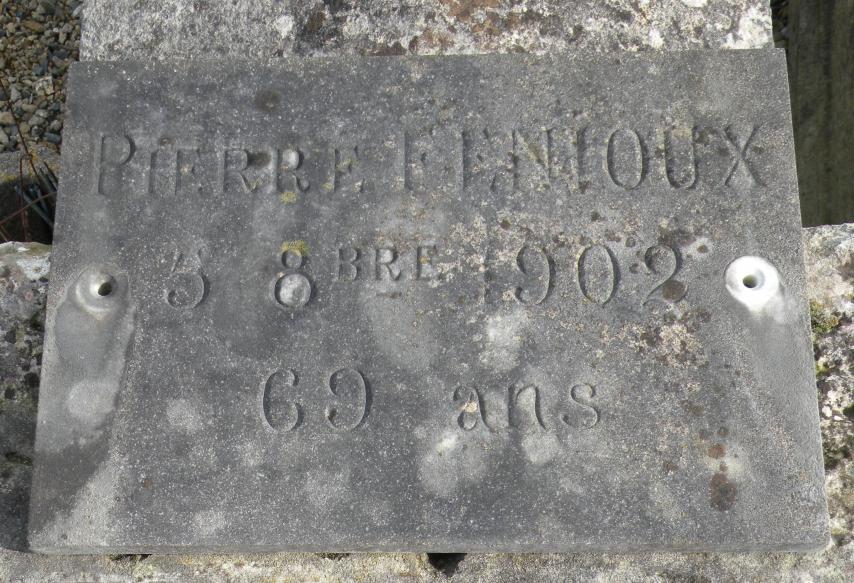 PIERRE FENIOUX
5 8BRE 1902
69 ans